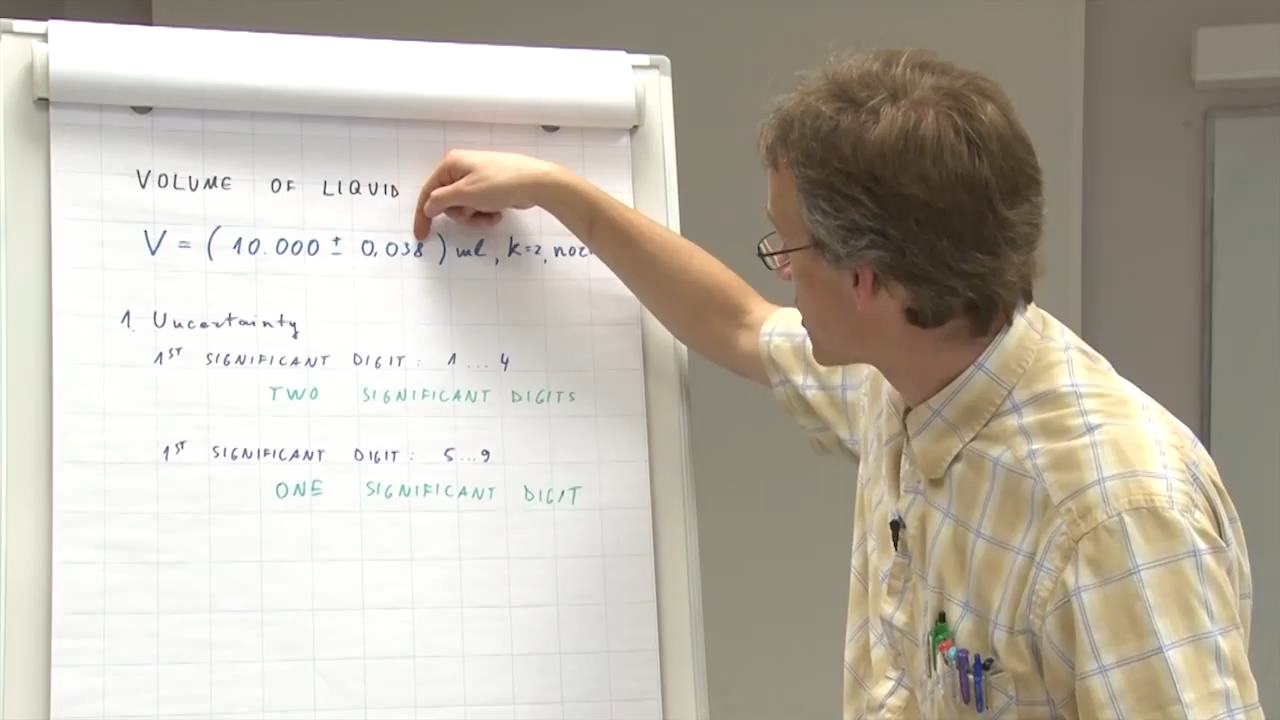 VOLUME OF LIQUID
V = ( 10.000 ± 0,038 ) ml, k=2,
1. Uncertainty
1ST SIGNIFICANT DIGIT: 1 ... 4
TWO SIGNIFICANT DIGITS
1ST SIGNIFICANT DIGIT: 5...9
ONE SIGNIFICANT DIGIT